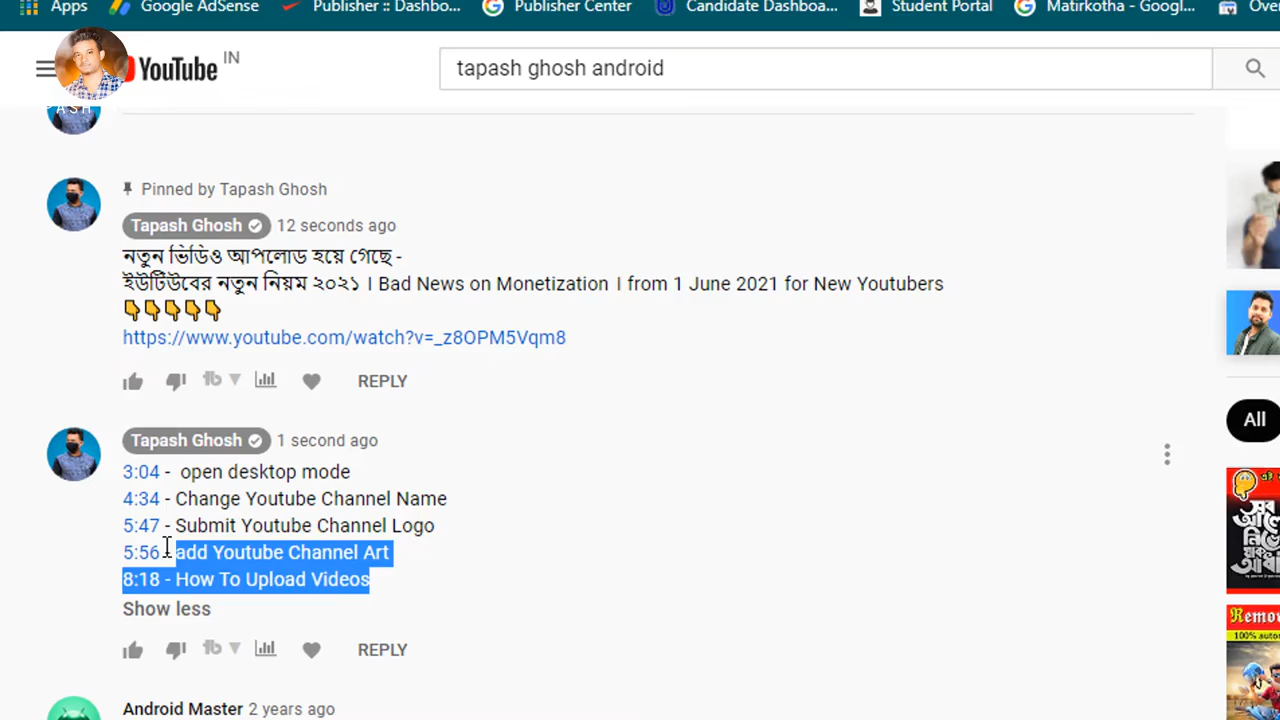 Apps Google AdSense Publisher :: Dashbo... Publisher Center Candidate Dashboa... Student Portal Matirkotha - Googl... Over
YouTube IN
tapash ghosh android
PASH
Pinned by Tapash Ghosh
Tapash Ghosh 12 seconds ago
নতুন ভিডিও আপলোড হয়ে গেছে -
ইউটিউবের নতুন নিয়ম ২০২১ । Bad News on Monetization । from 1 June 2021 for New Youtubers
👇👇👇👇👇
https://www.youtube.com/watch?v=_z8OPM5Vqm8
REPLY
Tapash Ghosh 1 second ago
3:04 - open desktop mode
4:34 - Change Youtube Channel Name
5:47 - Submit Youtube Channel Logo
5:56 - add Youtube Channel Art
8:18 - How To Upload Videos
Show less
REPLY
Android Master 2 years ago
All
Remo
100% auto